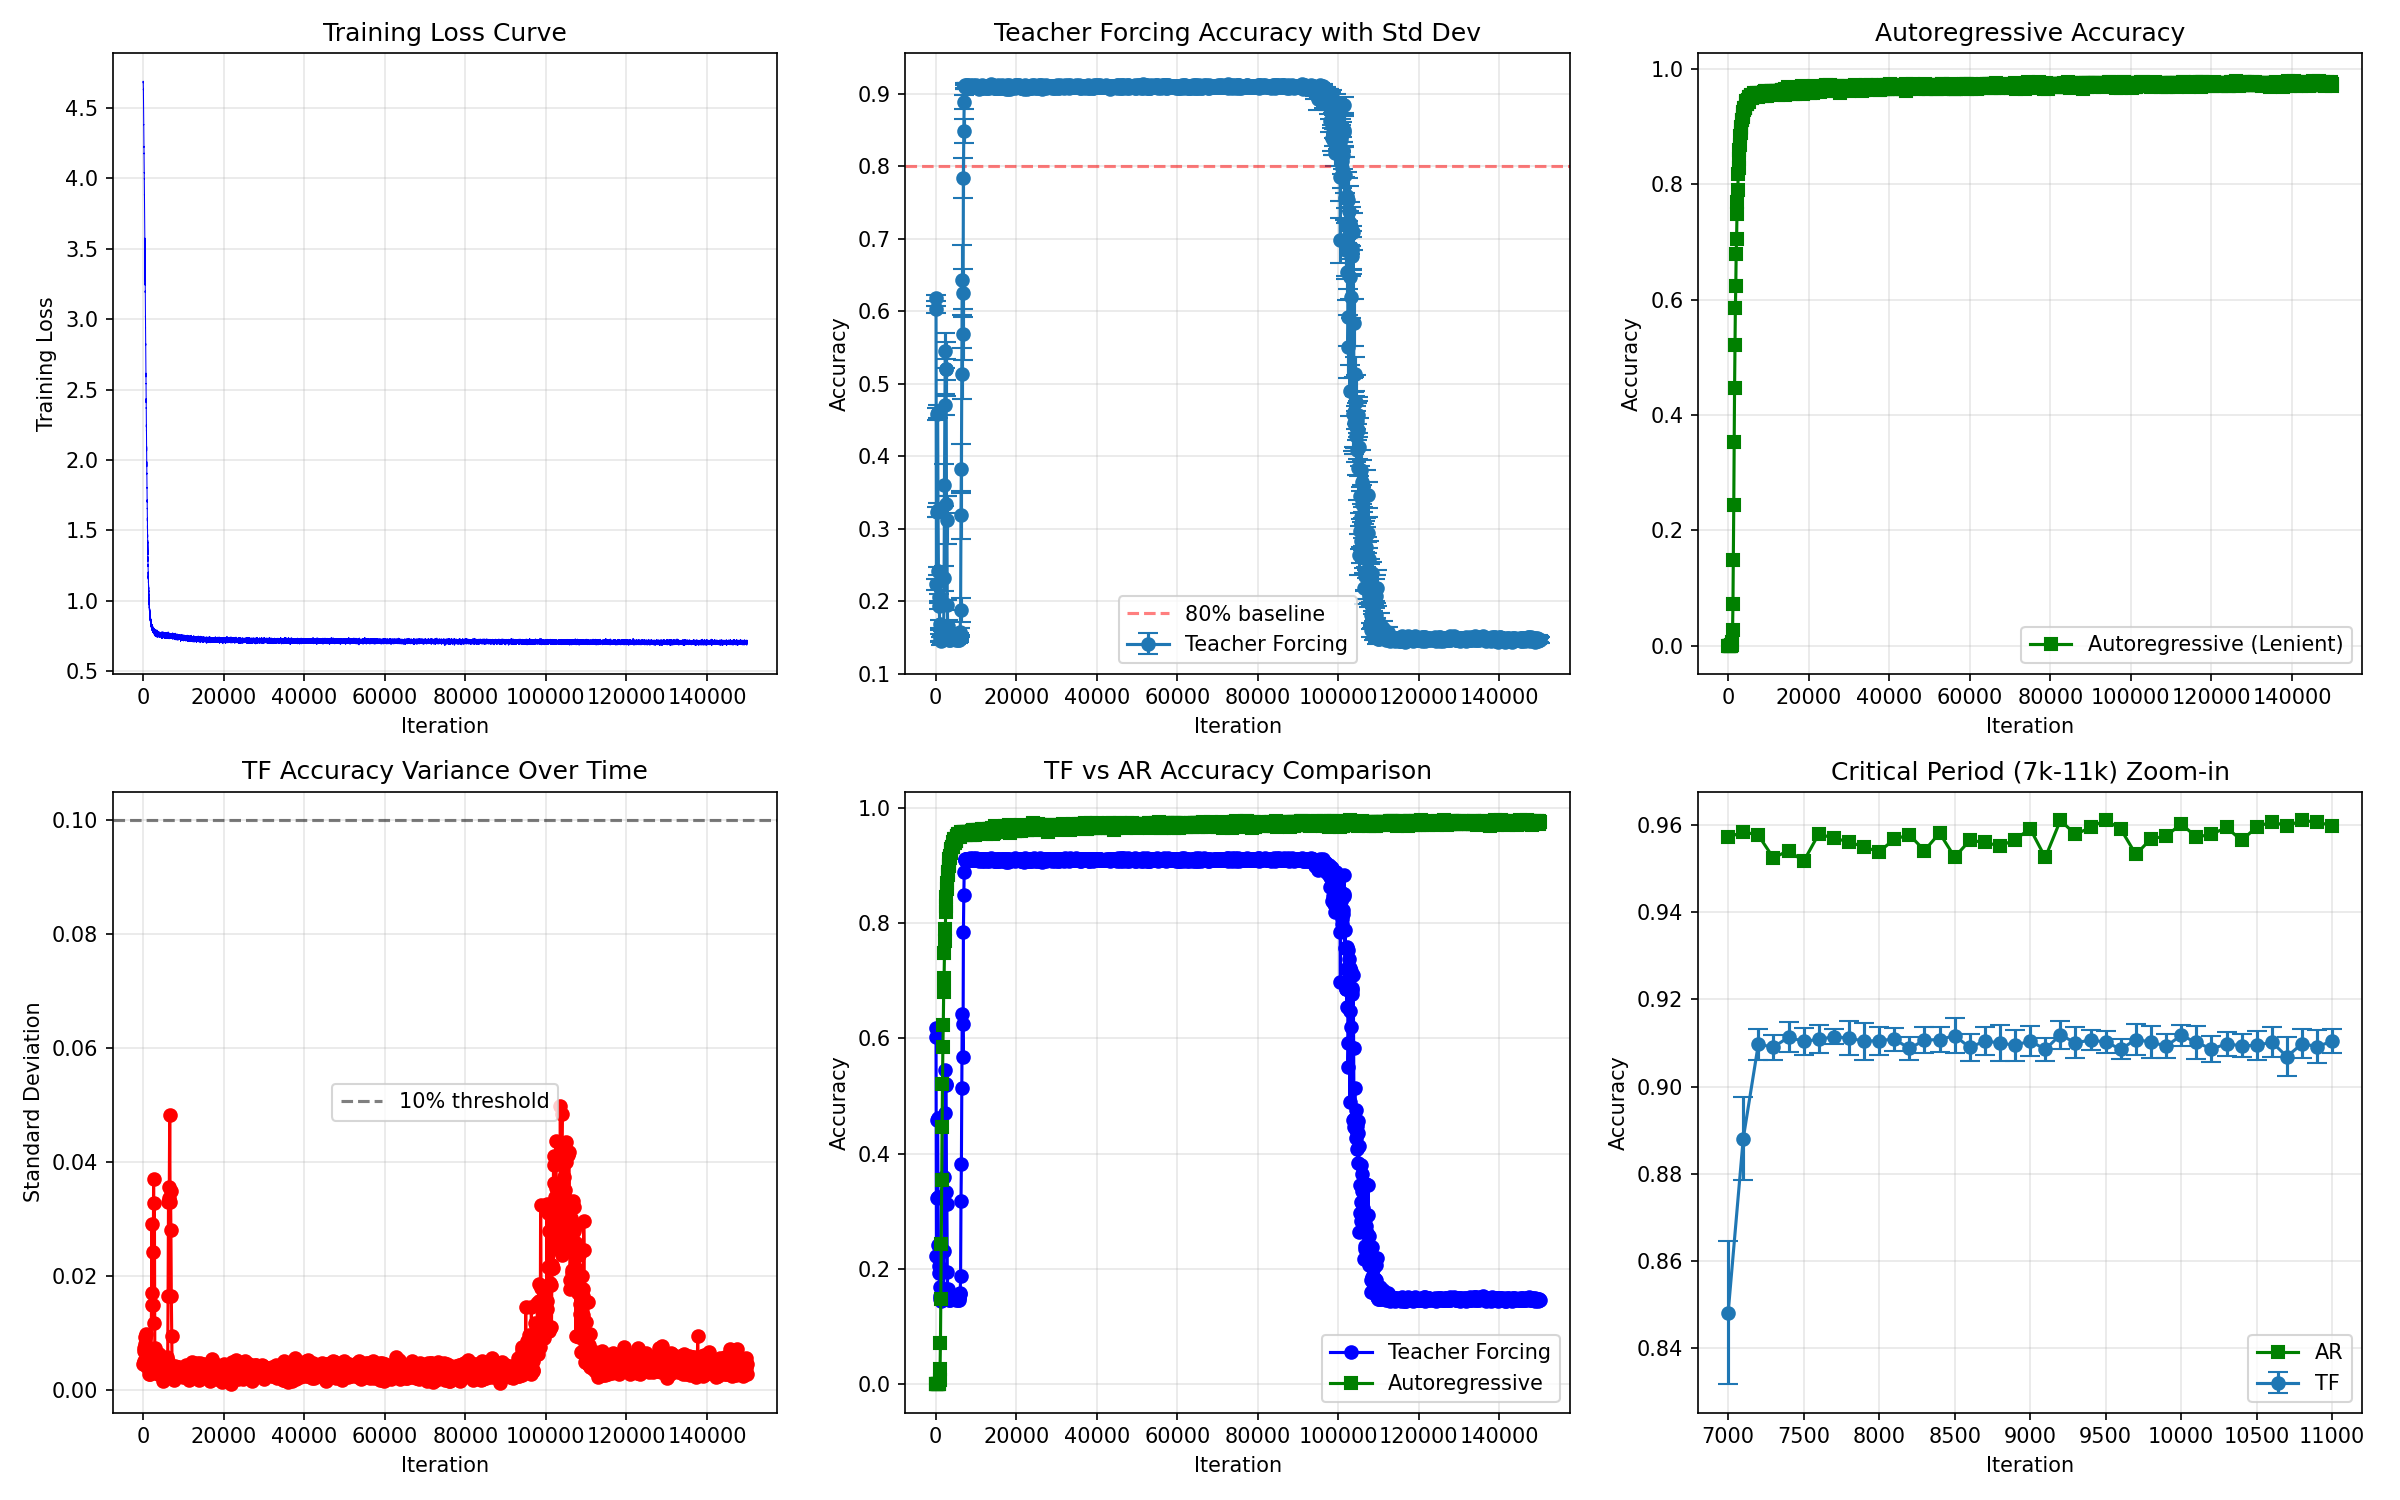 Training Loss Curve
Training Loss
4.5
4.0
3.5
3.0
2.5
2.0
1.5
1.0
0.5
0 20000 40000 60000 80000 100000 120000 140000
Iteration
Teacher Forcing Accuracy with Std Dev
Accuracy
0.9
0.8
0.7
0.6
0.5
0.4
0.3
0.2
0.1
80% baseline
Teacher Forcing
0 20000 40000 60000 80000 100000 120000 140000
Iteration
Autoregressive Accuracy
Accuracy
1.0
0.8
0.6
0.4
0.2
0.0
Autoregressive (Lenient)
0 20000 40000 60000 80000 100000 120000 140000
Iteration
TF Accuracy Variance Over Time
Standard Deviation
0.10
0.08
0.06
0.04
0.02
0.00
10% threshold
0 20000 40000 60000 80000 100000 120000 140000
Iteration
TF vs AR Accuracy Comparison
Accuracy
1.0
0.8
0.6
0.4
0.2
0.0
Teacher Forcing
Autoregressive
0 20000 40000 60000 80000 100000 120000 140000
Iteration
Critical Period (7k-11k) Zoom-in
Accuracy
0.96
0.94
0.92
0.90
0.88
0.86
0.84
AR
TF
7000 7500 8000 8500 9000 9500 10000 10500 11000
Iteration